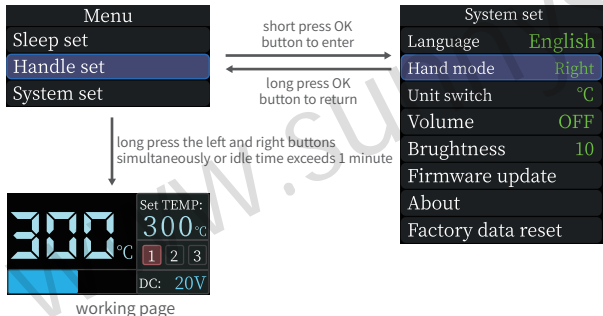 Menu
Sleep set
Handle set
System set
short press OK
button to enter
long press OK
button to return
System set
Language English
Hand mode Right
Unit switch ℃
Volume OFF
Brughtness 10
Firmware update
About
Factory data reset
long press the left and right buttons
simultaneously or idle time exceeds 1 minute
300℃
Set TEMP:
300℃
1 2 3
DC: 20V
working page